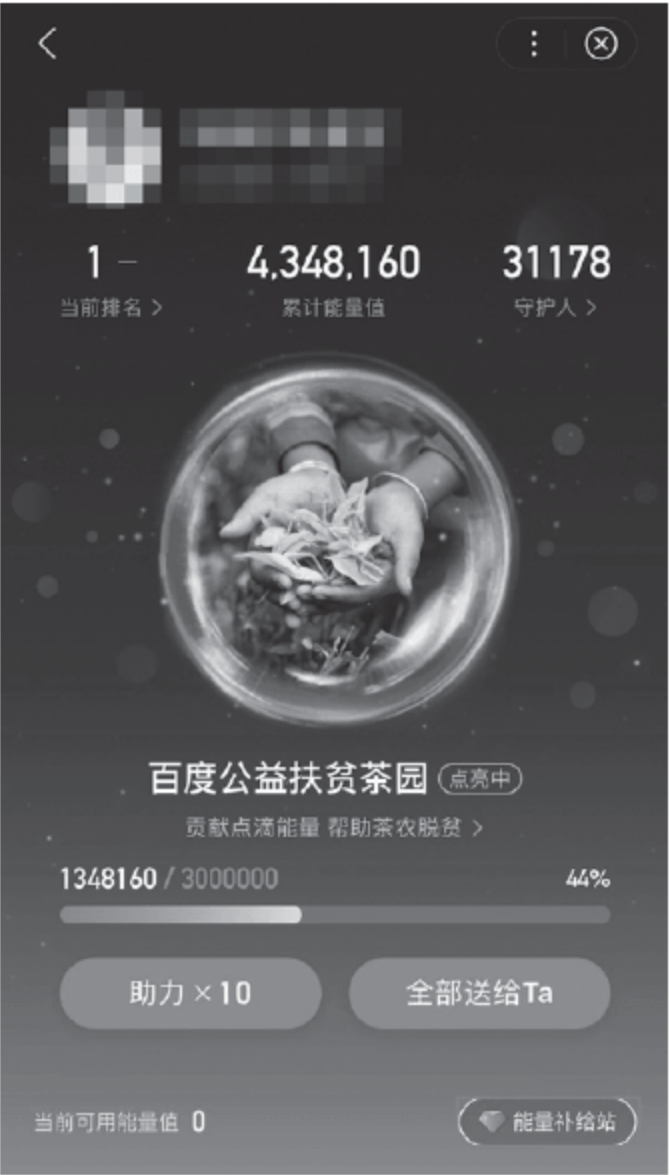 1 — 4,348,160 31178
当前排名 > 累计能量值 守护人 >
百度公益扶贫茶园 点亮中
贡献点滴能量 帮助茶农脱贫 >
1348160 / 3000000 44%
助力×10 全部送给Ta
当前可用能量值 0 能量补给站